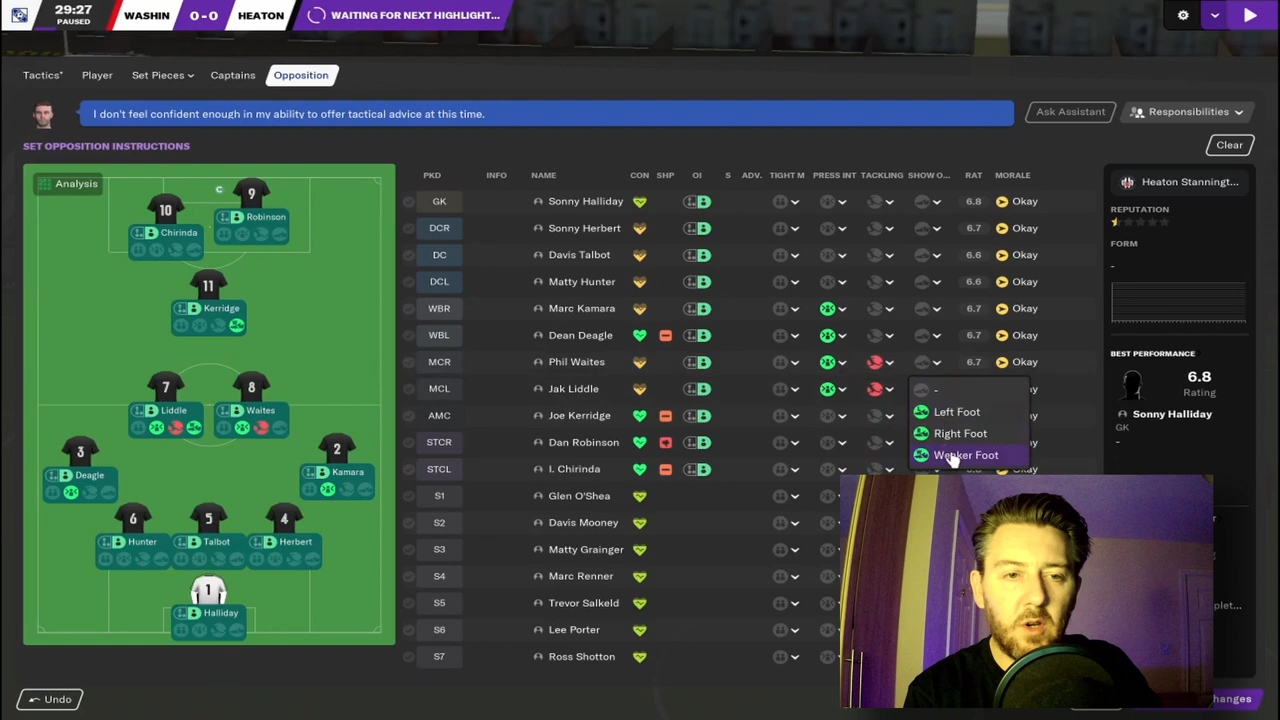 29:27
PAUSED
WASHIN 0 - 0 HEATON
WAITING FOR NEXT HIGHLIGHT...
Tactics* Player Set Pieces Captains Opposition
I don't feel confident enough in my ability to offer tactical advice at this time.
Ask Assistant
Responsibilities
SET OPPOSITION INSTRUCTIONS
Clear
Analysis
C
9
Robinson
10
Chirinda
11
Kerridge
7
Liddle
8
Waites
3
Deagle
2
Kamara
6
Hunter
5
Talbot
4
Herbert
1
Halliday
PKD INFO NAME CON SHP OI S ADV. TIGHT M PRESS INT TACKLING SHOW O... RAT MORALE
GK Sonny Halliday 6.8 Okay
DCR Sonny Herbert 6.7 Okay
DC Davis Talbot 6.6 Okay
DCL Matty Hunter 6.6 Okay
WBR Marc Kamara 6.7 Okay
WBL Dean Deagle 6.7 Okay
MCR Phil Waites 6.7 Okay
MCL Jak Liddle
AMC Joe Kerridge
STCR Dan Robinson
STCL I. Chirinda
S1 Glen O'Shea
S2 Davis Mooney
S3 Matty Grainger
S4 Marc Renner
S5 Trevor Salkeld
S6 Lee Porter
S7 Ross Shotton
-
Left Foot
Right Foot
Weaker Foot
Heaton Stanningt...
REPUTATION
FORM
-
BEST PERFORMANCE
6.8
Rating
Sonny Halliday
GK
-
Undo